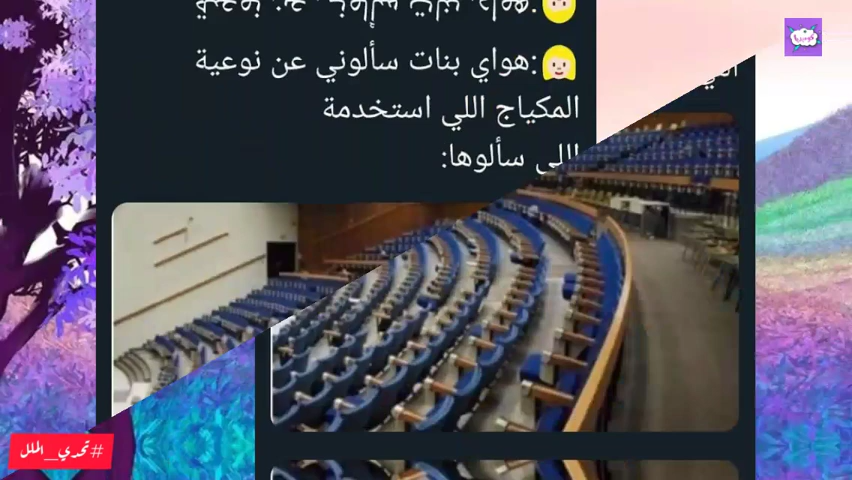 :هواي بنات سألوني عن نوعية
المكياج اللي استخدمة
اللي سألوها:
#تحدي_الملل